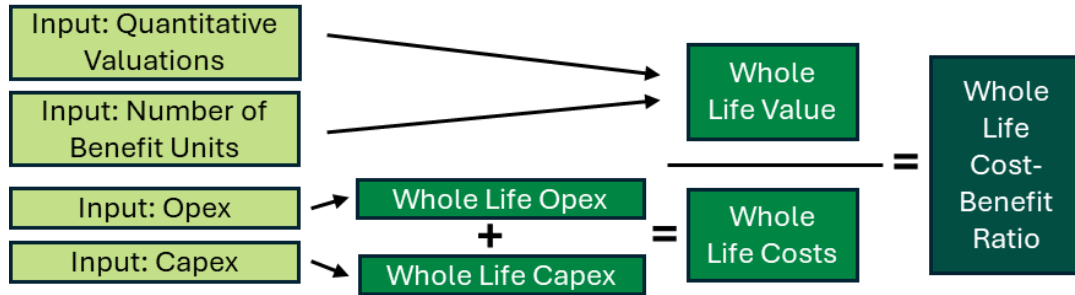 Input: Quantitative
Valuations
Input: Number of
Benefit Units
Input: Opex
Input: Capex
Whole Life Opex
+
Whole Life Capex
=
Whole
Life Value
Whole
Life Costs
=
Whole
Life
Cost-
Benefit
Ratio